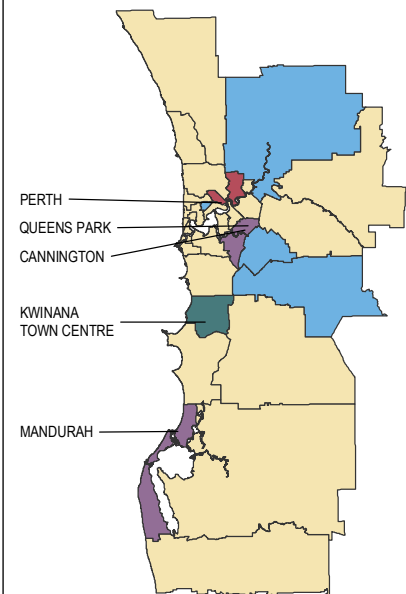 PERTH
QUEENS PARK
CANNINGTON
KWINANA
TOWN CENTRE
MANDURAH